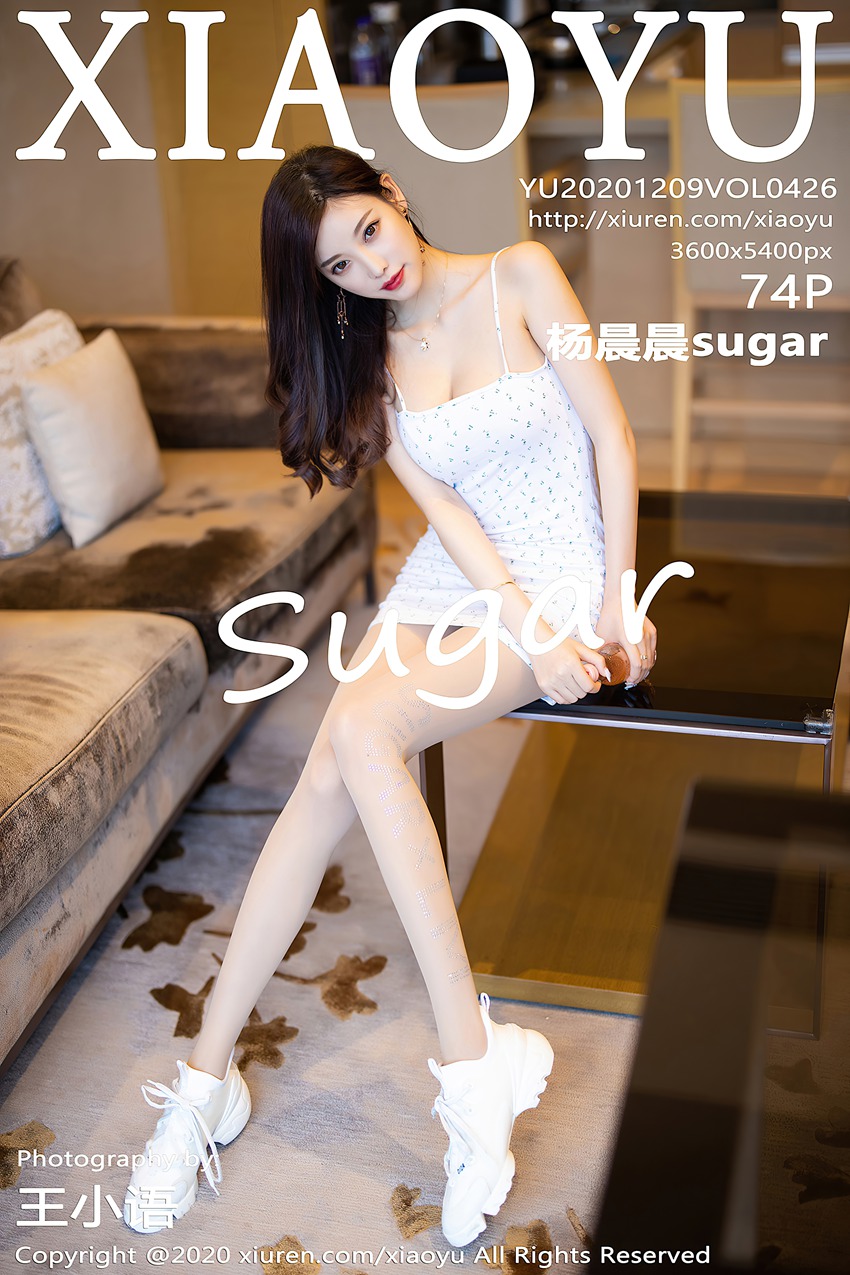 XIAOYU
YU20201209VOL0426
http://xiuren.com/xiaoyu
3600x5400px
74P
杨晨晨sugar
Sugar
Photography by
王小语
Copyright @2020 xiuren.com/xiaoyu All Rights Reserved